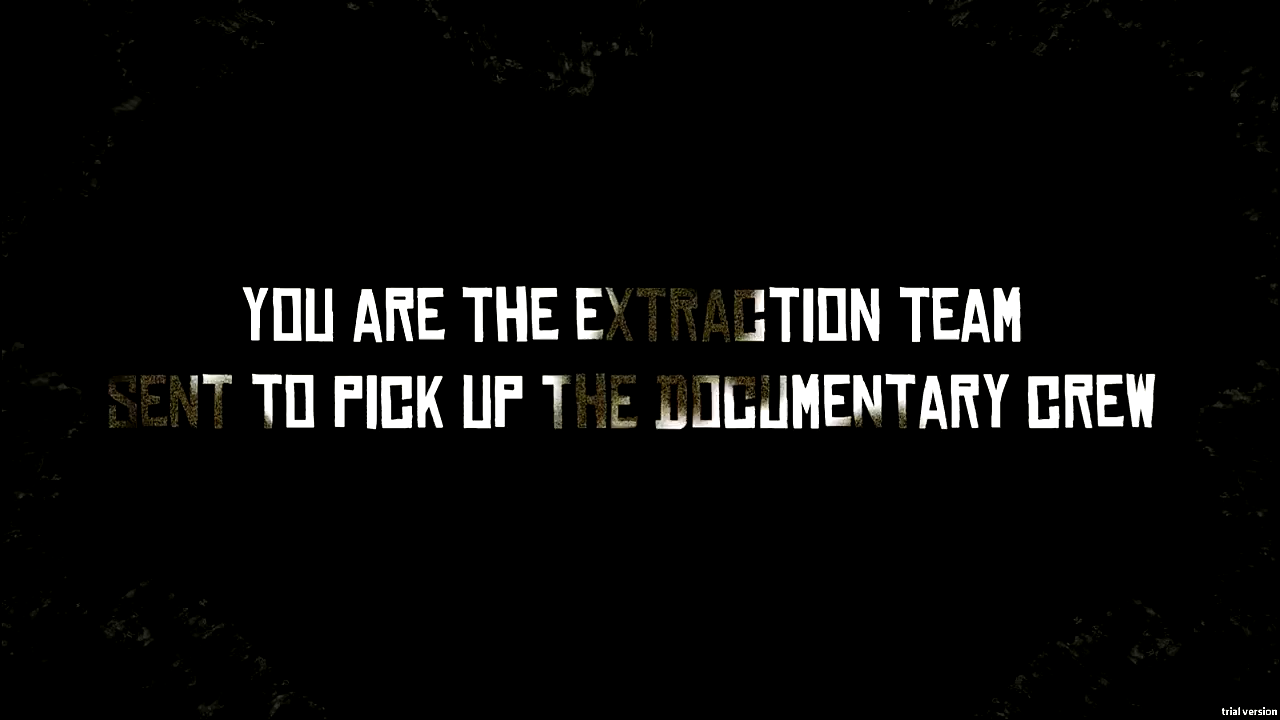 YOU ARE THE EXTRACTION TEAM
SENT TO PICK UP THE DOCUMENTARY CREW
trial version